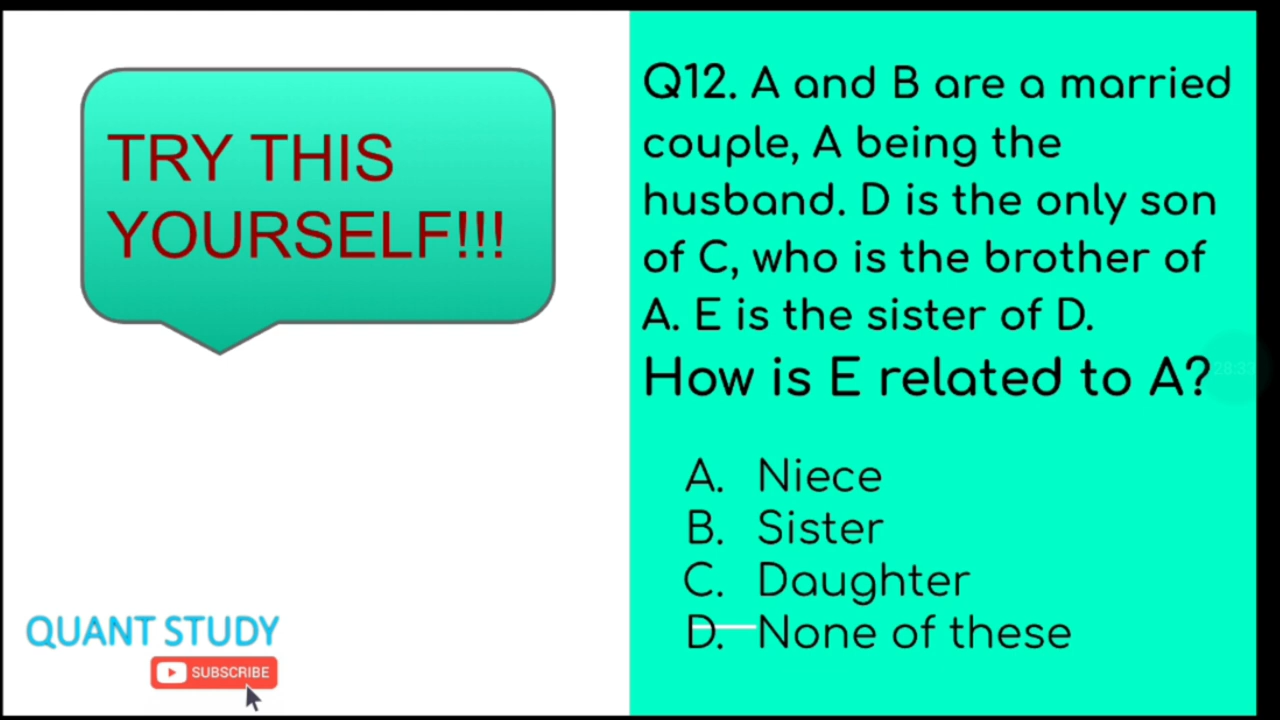 TRY THIS
YOURSELF!!!
QUANT STUDY
SUBSCRIBE
Q12. A and B are a married
couple, A being the
husband. D is the only son
of C, who is the brother of
A. E is the sister of D.
How is E related to A?
28:33
A. Niece
B. Sister
C. Daughter
D. None of these